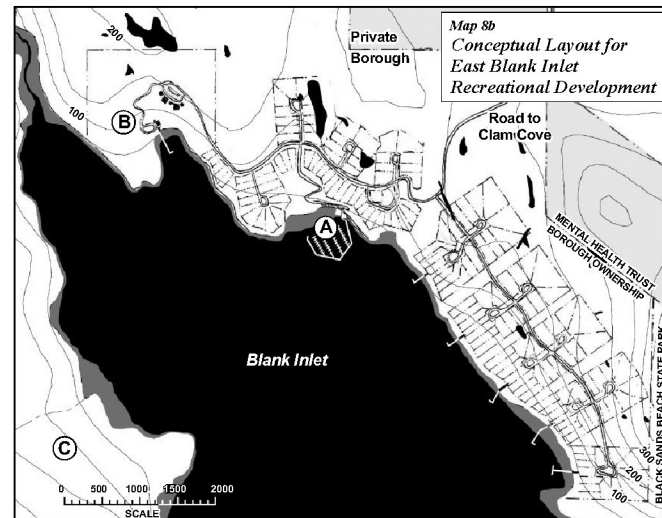 Map 8b
Conceptual Layout for
East Blank Inlet
Recreational Development
Private
Borough
200
100
B
Road to
Clam Cove
A
MENTAL HEALTH TRUST
BOROUGH OWNERSHIP
Blank Inlet
BLACK SANDS BEACH STATE PARK
C
300
200
100
0 500 1000 1500 2000
SCALE